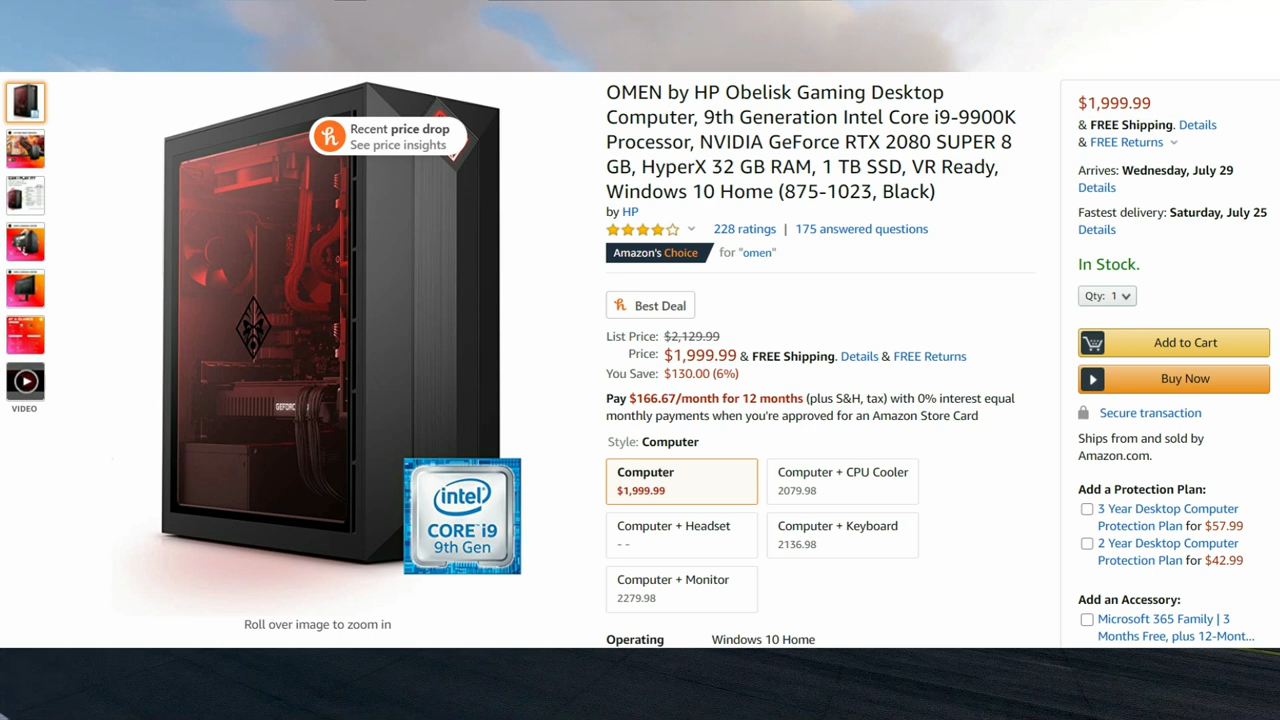 Recent price drop
See price insights
GEFORCE
intel
CORE i9
9th Gen
VIDEO
Roll over image to zoom in
OMEN by HP Obelisk Gaming Desktop
Computer, 9th Generation Intel Core i9-9900K
Processor, NVIDIA GeForce RTX 2080 SUPER 8
GB, HyperX 32 GB RAM, 1 TB SSD, VR Ready,
Windows 10 Home (875-1023, Black)
by HP
228 ratings | 175 answered questions
Amazon's Choice for "omen"
Best Deal
List Price: $2,129.99
Price: $1,999.99 & FREE Shipping. Details & FREE Returns
You Save: $130.00 (6%)
Pay $166.67/month for 12 months (plus S&H, tax) with 0% interest equal
monthly payments when you're approved for an Amazon Store Card
Style: Computer
Computer
$1,999.99
Computer + CPU Cooler
2079.98
Computer + Headset
- -
Computer + Keyboard
2136.98
Computer + Monitor
2279.98
Operating Windows 10 Home
$1,999.99
& FREE Shipping. Details
& FREE Returns
Arrives: Wednesday, July 29
Details
Fastest delivery: Saturday, July 25
Details
In Stock.
Qty: 1
Add to Cart
Buy Now
Secure transaction
Ships from and sold by
Amazon.com.
Add a Protection Plan:
3 Year Desktop Computer
Protection Plan for $57.99
2 Year Desktop Computer
Protection Plan for $42.99
Add an Accessory:
Microsoft 365 Family | 3
Months Free, plus 12-Mont...